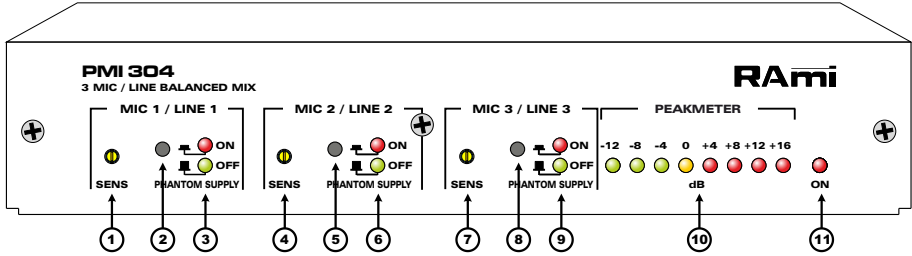 PMI 304
RAmi
3 MIC / LINE BALANCED MIX
MIC 1 / LINE 1
MIC 2 / LINE 2
MIC 3 / LINE 3
PEAKMETER
ON
ON
ON
-12 -8 -4 0 +4 +8 +12 +16
OFF
OFF
OFF
SENS
PHANTOM SUPPLY
SENS
PHANTOM SUPPLY
SENS
PHANTOM SUPPLY
dB
ON
1 2 3 4 5 6 7 8 9 10 11